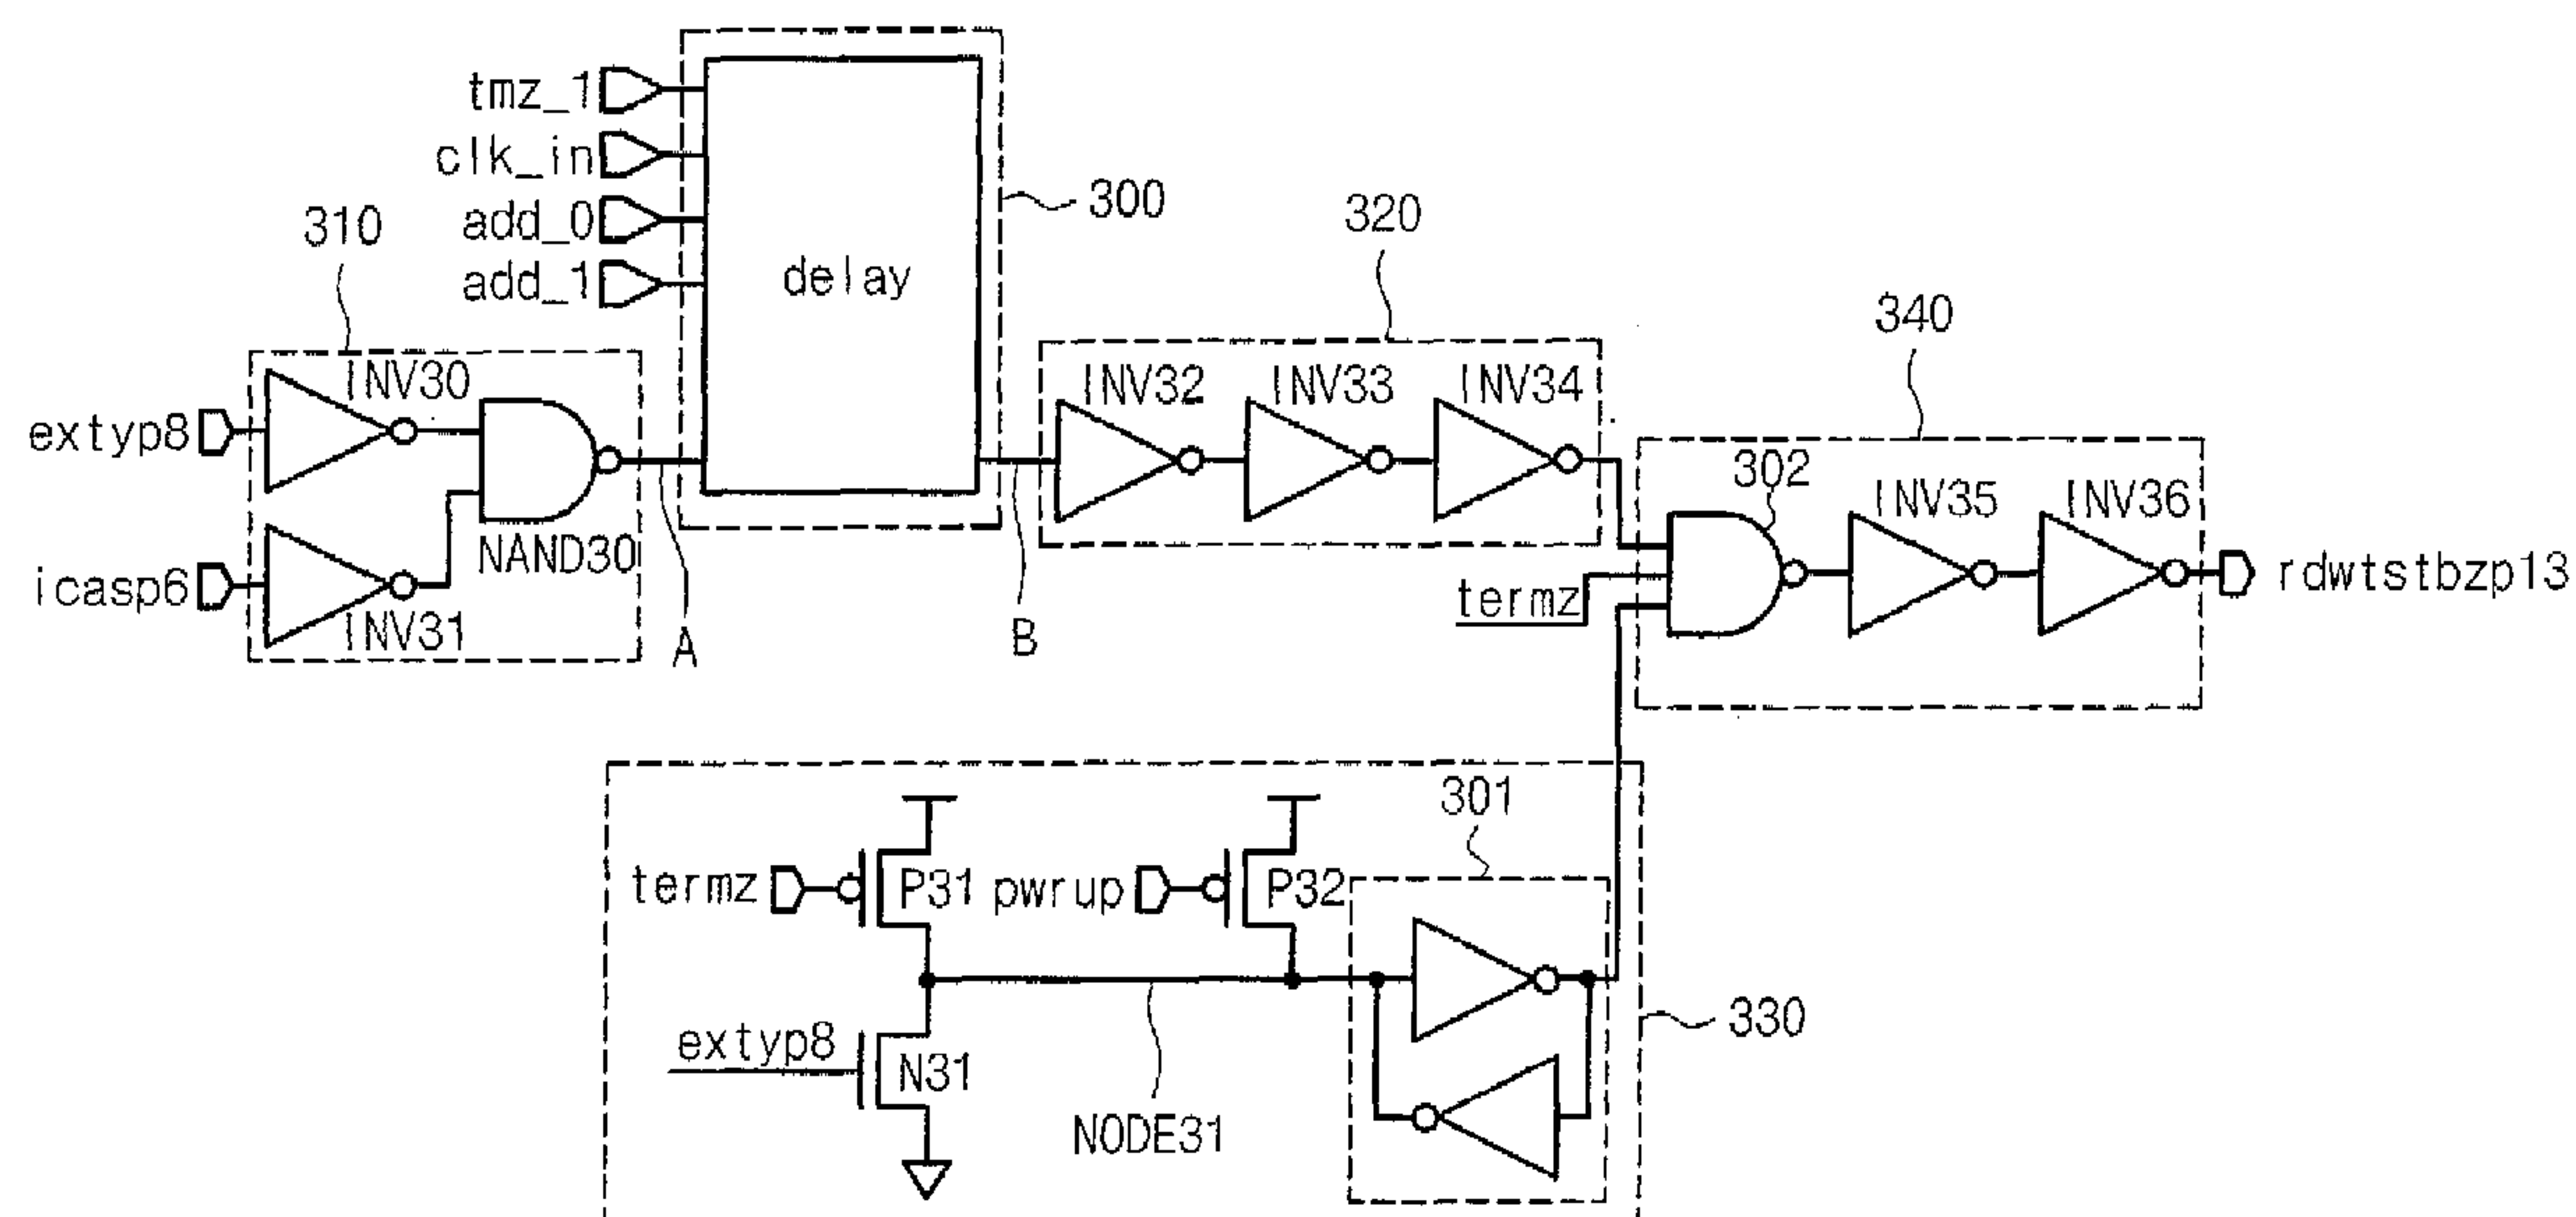 tmz_1
clk_in
add_0
add_1
delay
300
310
INV30
extyp8
icasp6
INV31
NAND30
A
B
320
INV32
INV33
INV34
340
302
INV35
INV36
termz
rdwtstbzp13
termz
P31
pwrup
P32
301
extyp8
N31
NODE31
330